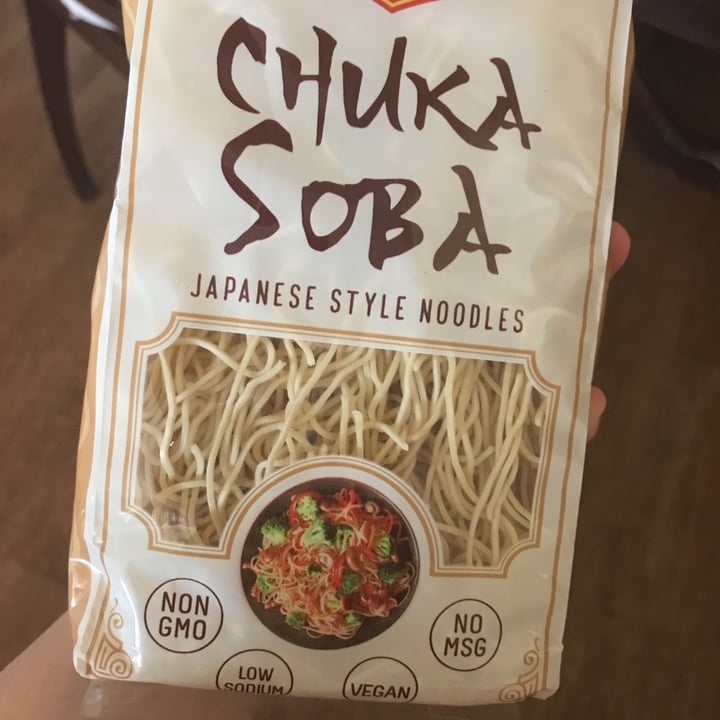 CHUKA
SOBA
JAPANESE STYLE NOODLES
NON
GMO
NO
MSG
LOW
SODIUM
VEGAN